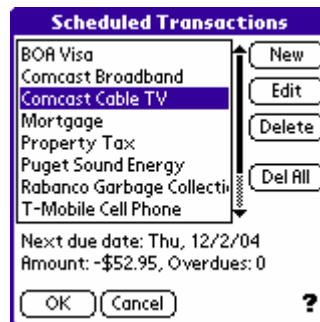 Scheduled Transactions
BOA Visa
Comcast Broadband
Comcast Cable TV
Mortgage
Property Tax
Puget Sound Energy
Rabanco Garbage Collecti
T-Mobile Cell Phone
New
Edit
Delete
Del All
Next due date: Thu, 12/2/04
Amount: -$52.95, Overdues: 0
OK
Cancel
?